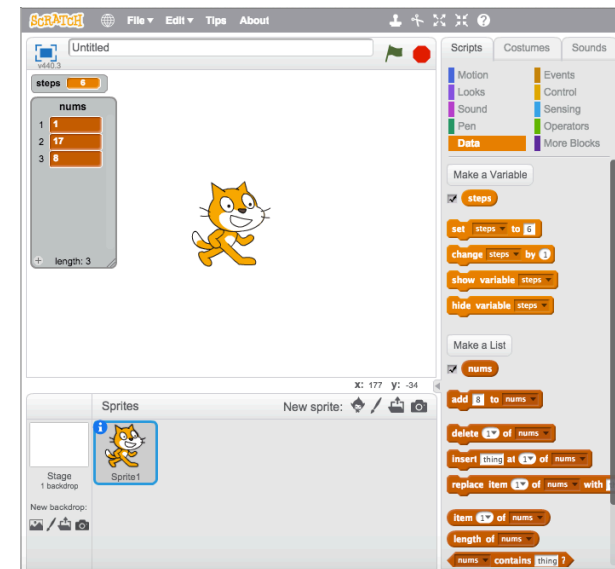 SCRATCH File Edit Tips About
v440.3
Untitled
steps 6
nums
1 1
2 17
3 8
+ length: 3
x: 177 y: -34
Sprites New sprite:
Stage
1 backdrop
New backdrop:
i
Sprite1
Scripts Costumes Sounds
Motion Events
Looks Control
Sound Sensing
Pen Operators
Data More Blocks
Make a Variable
steps
set steps to 6
change steps by 1
show variable steps
hide variable steps
Make a List
nums
add 8 to nums
delete 1 of nums
insert thing at 1 of nums
replace item 1 of nums with
item 1 of nums
length of nums
nums contains thing ?